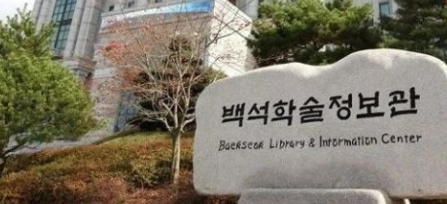 백석학술정보관
Baekseok Library & Information Center